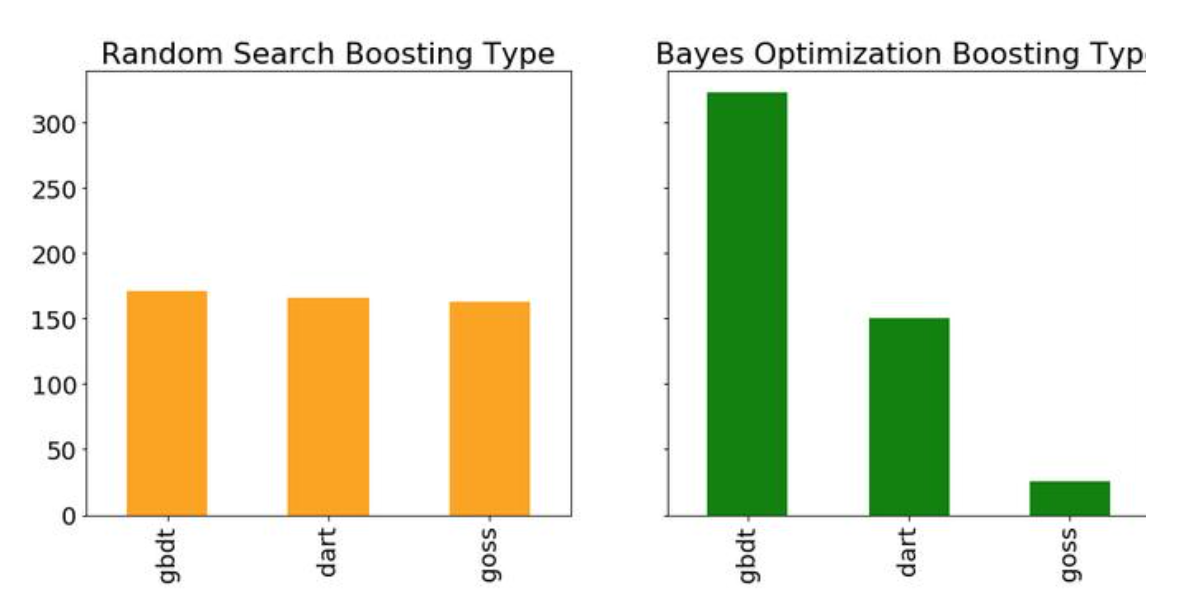 Random Search Boosting Type
300
250
200
150
100
50
0
gbdt
dart
goss
Bayes Optimization Boosting Typ
gbdt
dart
goss